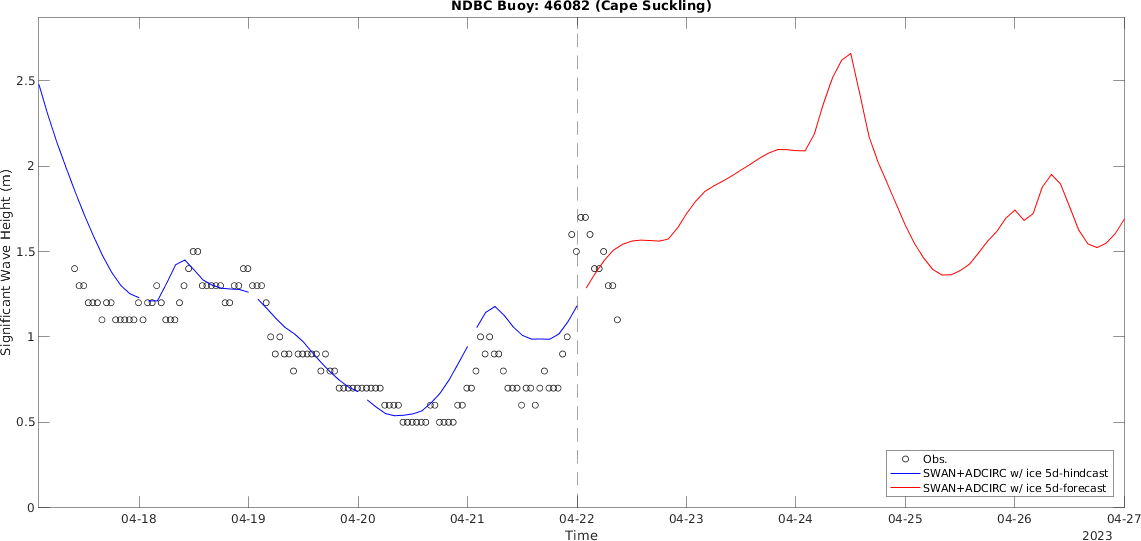 NDBC Buoy: 46082 (Cape Suckling)
Significant Wave Height (m)
2.5
2
1.5
1
0.5
0
Obs.
SWAN+ADCIRC w/ ice 5d-hindcast
SWAN+ADCIRC w/ ice 5d-forecast
04-18 04-19 04-20 04-21 04-22 04-23 04-24 04-25 04-26 04-27
Time
2023